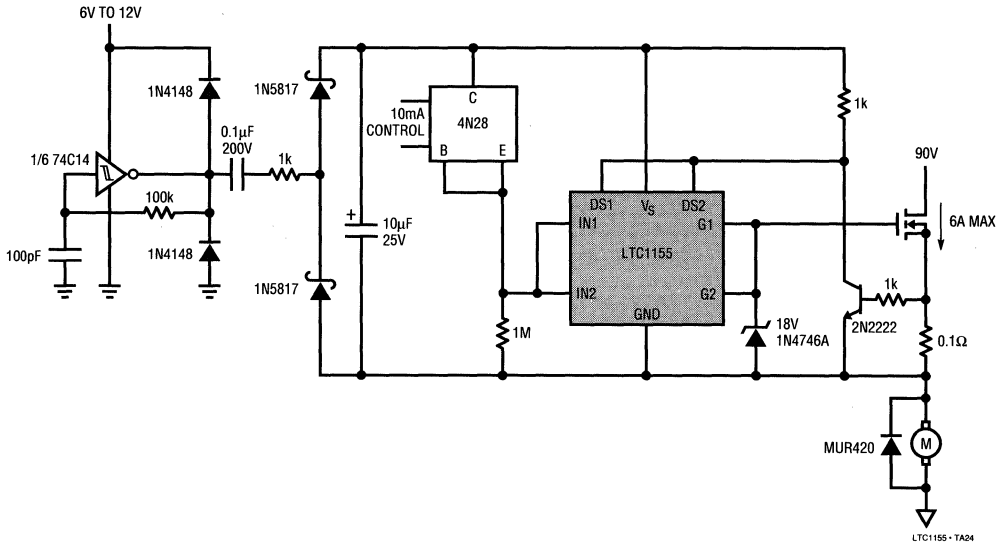 6V TO 12V
1N4148
1N5817
0.1µF
200V
1/6 74C14
1k
100k
1N4148
100pF
1N5817
+
10µF
25V
10mA
CONTROL
C
4N28
B
E
1M
DS1
VS
DS2
IN1
G1
LTC1155
IN2
G2
GND
18V
1N4746A
1k
90V
6A MAX
1k
2N2222
0.1Ω
MUR420
M
LTC1155 • TA24